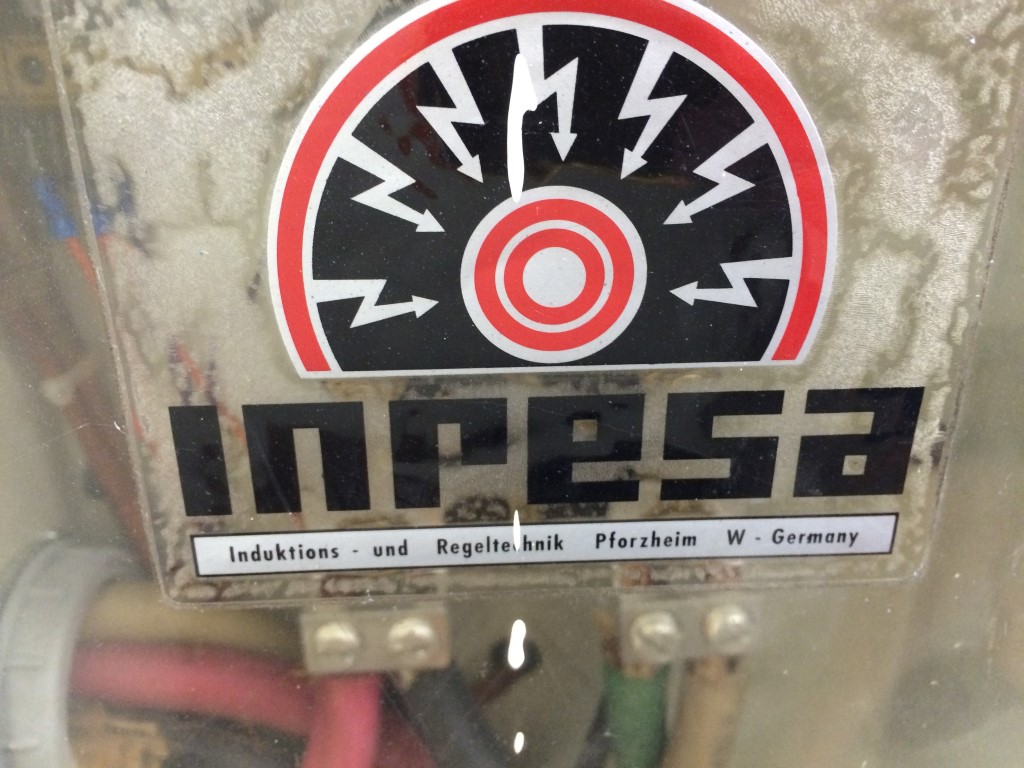 INresa
Induktions - und Regeltechnik Pforzheim W - Germany